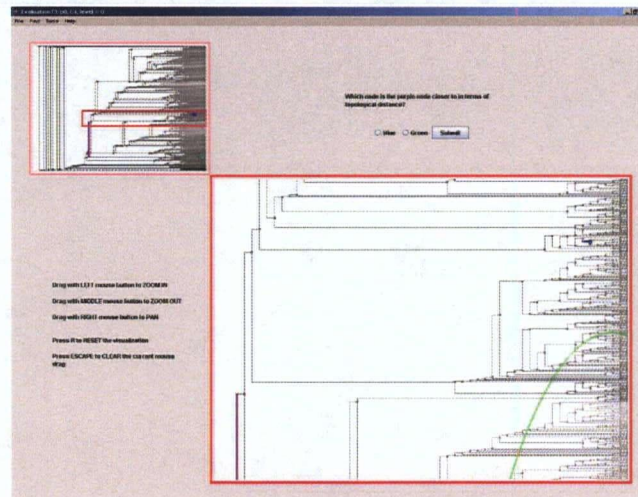 Help
Which node is the purple node closer to in terms of
topological distance?
Blue Green Submit
Drag with LEFT mouse button to ZOOM IN
Drag with MIDDLE mouse button to ZOOM OUT
Drag with RIGHT mouse button to PAN
Press R to RESET the visualization
Press ESCAPE to CLEAR the current mouse
drag.